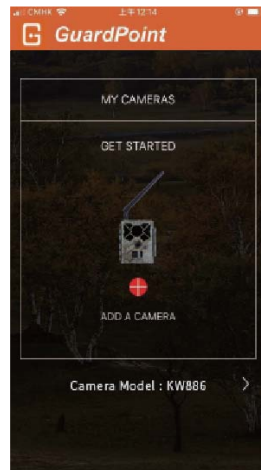 CMHK 上午12:14
GuardPoint
MY CAMERAS
GET STARTED
ADD A CAMERA
Camera Model : KW886